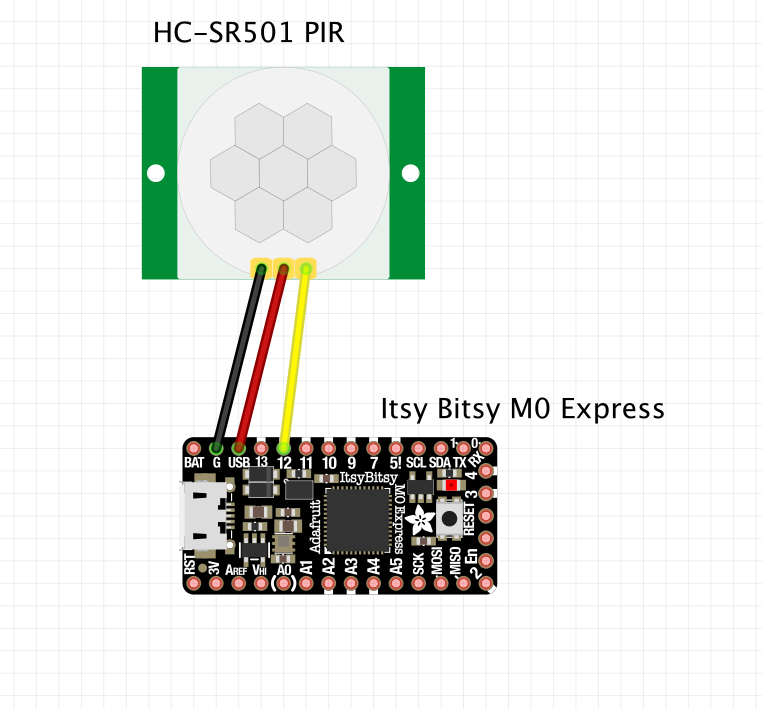 HC-SR501 PIR
Itsy Bitsy M0 Express
BAT G USB 13 12 11 10 9 7 5! SCL SDA TX RX
1 0
4
3
RESET
En
2
ItsyBitsy
M0 Express
Adafruit
RST 3V AREF VHI (A0) A1 A2 A3 A4 A5 SCK MOSI MISO